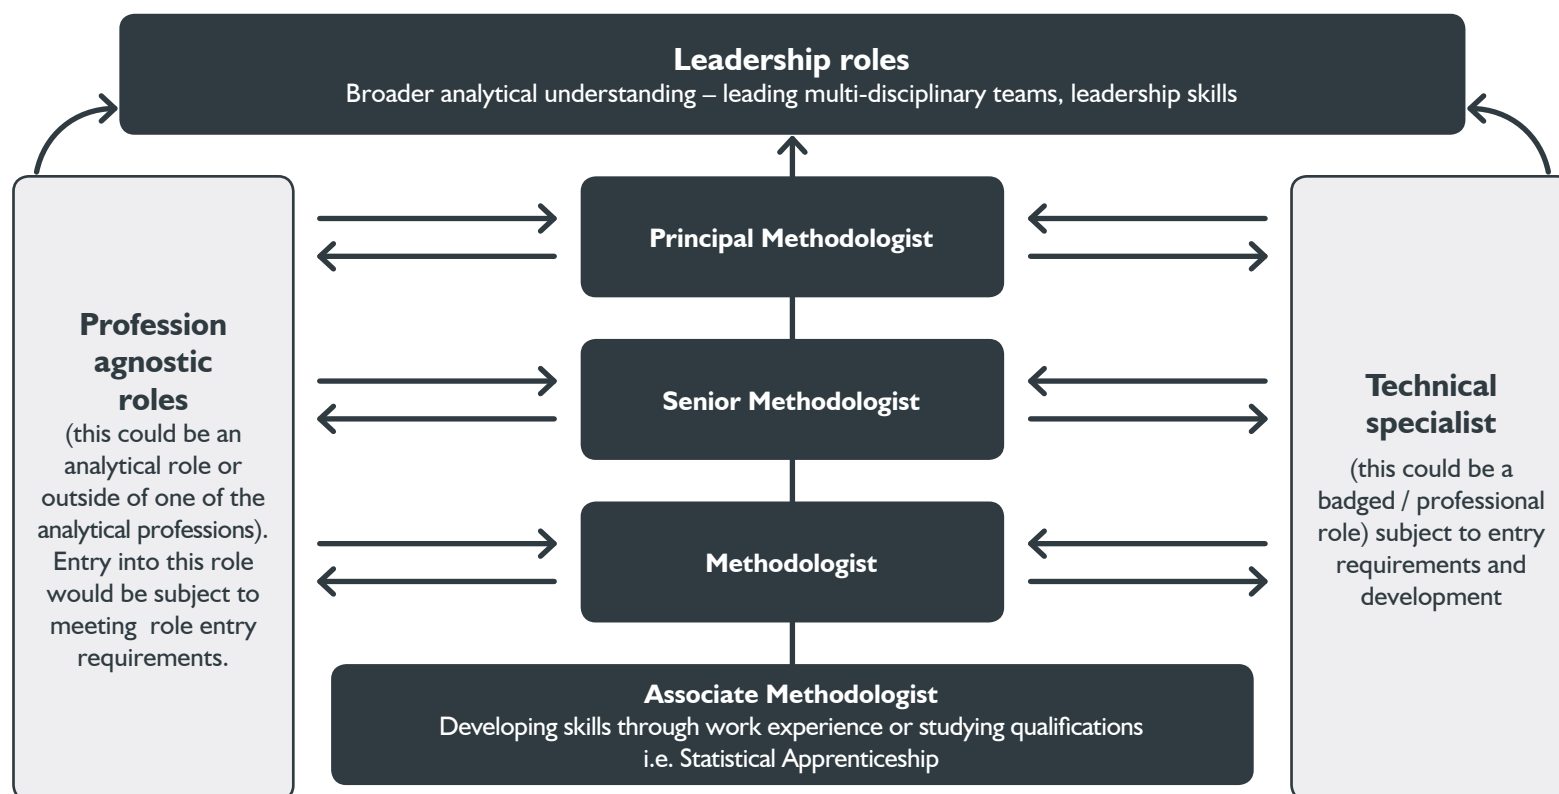 Leadership roles
Broader analytical understanding – leading multi-disciplinary teams, leadership skills
Profession
agnostic
roles
(this could be an
analytical role or
outside of one of the
analytical professions).
Entry into this role
would be subject to
meeting  role entry
requirements.
Principal Methodologist
Senior Methodologist
Methodologist
Associate Methodologist
Developing skills through work experience or studying qualifications
i.e. Statistical Apprenticeship
Technical
specialist
(this could be a
badged / professional
role) subject to entry
requirements and
development